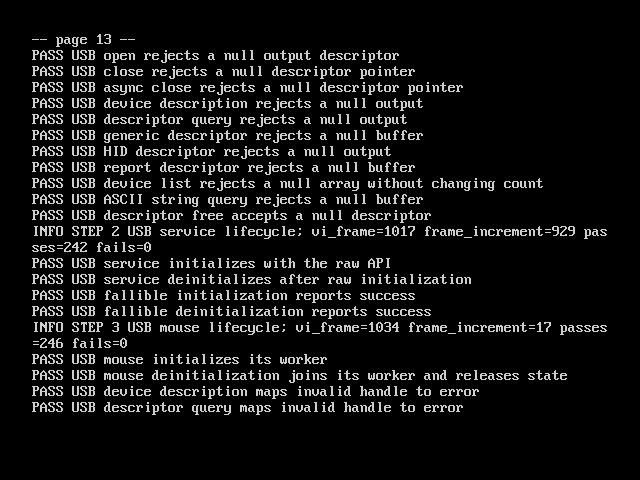 -- page 13 --
PASS USB open rejects a null output descriptor
PASS USB close rejects a null descriptor pointer
PASS USB async close rejects a null descriptor pointer
PASS USB device description rejects a null output
PASS USB descriptor query rejects a null output
PASS USB generic descriptor rejects a null buffer
PASS USB HID descriptor rejects a null output
PASS USB report descriptor rejects a null buffer
PASS USB device list rejects a null array without changing count
PASS USB ASCII string query rejects a null buffer
PASS USB descriptor free accepts a null descriptor
INFO STEP 2 USB service lifecycle; vi_frame=1017 frame_increment=929 pas
ses=242 fails=0
PASS USB service initializes with the raw API
PASS USB service deinitializes after raw initialization
PASS USB fallible initialization reports success
PASS USB fallible deinitialization reports success
INFO STEP 3 USB mouse lifecycle; vi_frame=1034 frame_increment=17 passes
=246 fails=0
PASS USB mouse initializes its worker
PASS USB mouse deinitialization joins its worker and releases state
PASS USB device description maps invalid handle to error
PASS USB descriptor query maps invalid handle to error